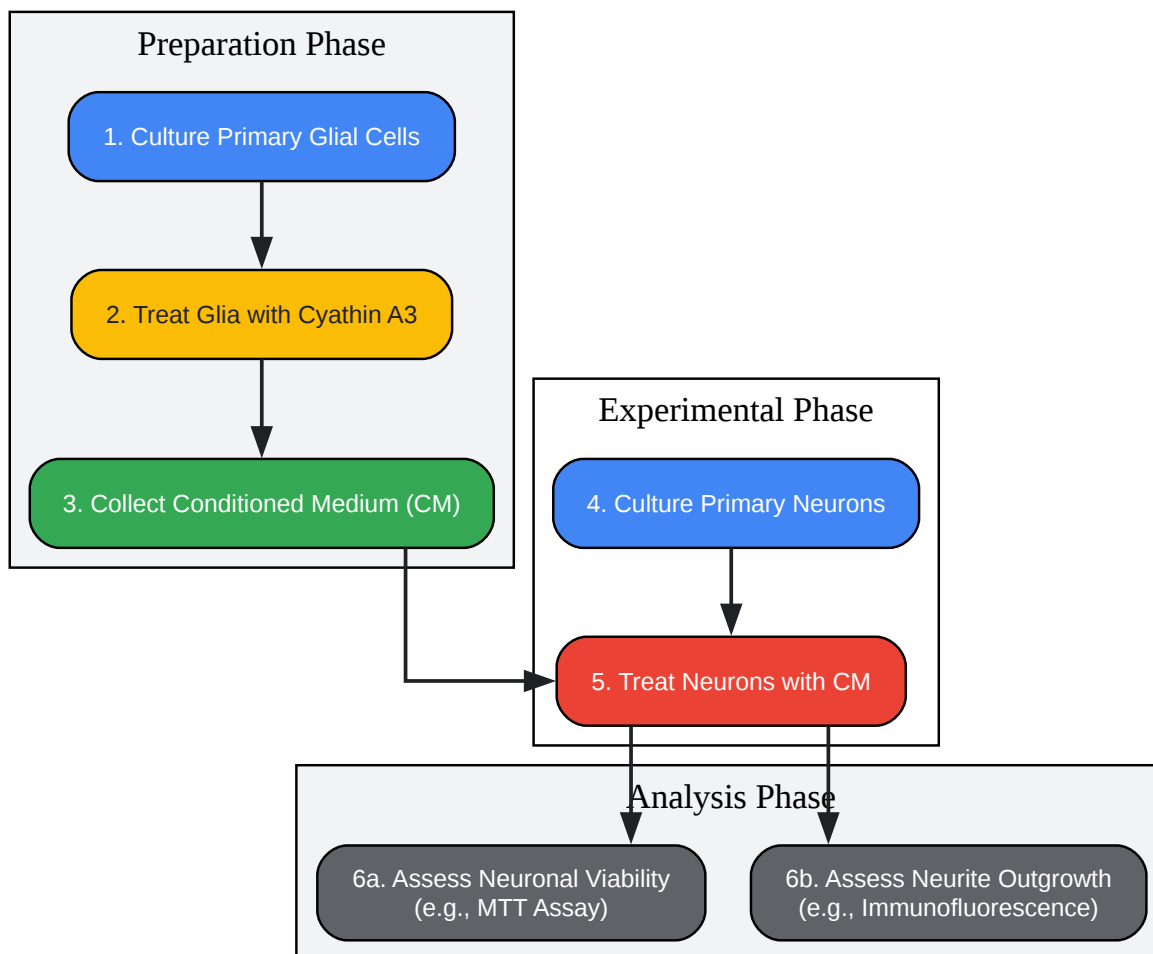 Preparation Phase
1. Culture Primary Glial Cells
2. Treat Glia with Cyathin A3
3. Collect Conditioned Medium (CM)
Experimental Phase
4. Culture Primary Neurons
5. Treat Neurons with CM
Analysis Phase
6a. Assess Neuronal Viability
(e.g., MTT Assay)
6b. Assess Neurite Outgrowth
(e.g., Immunofluorescence)